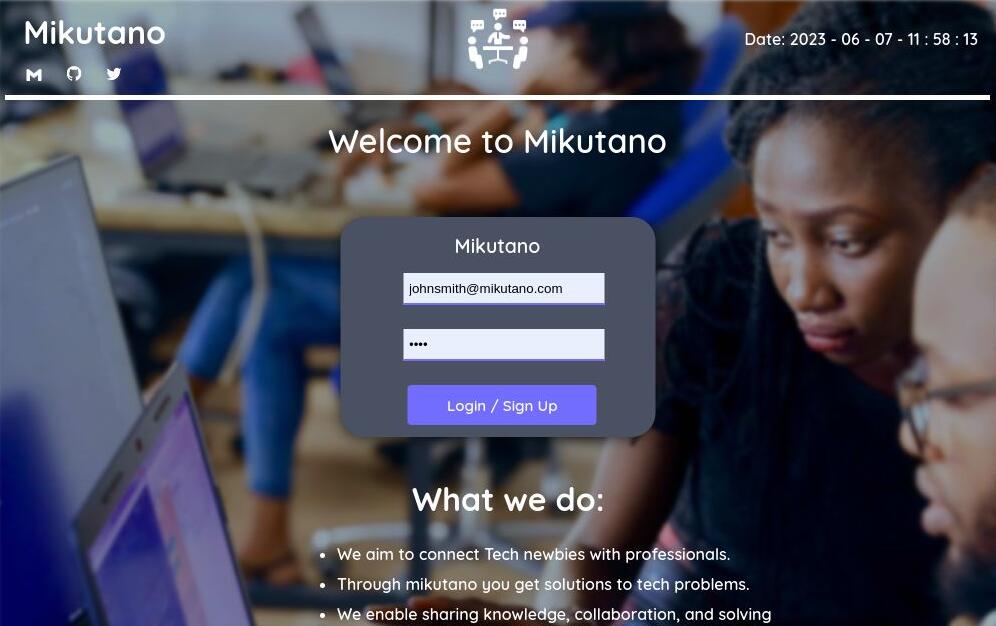 Mikutano
Date: 2023 - 06 - 07 - 11 : 58 : 13
Welcome to Mikutano
Mikutano
johnsmith@mikutano.com
••••
Login / Sign Up
What we do:
• We aim to connect Tech newbies with professionals.
• Through mikutano you get solutions to tech problems.
• We enable sharing knowledge, collaboration, and solving